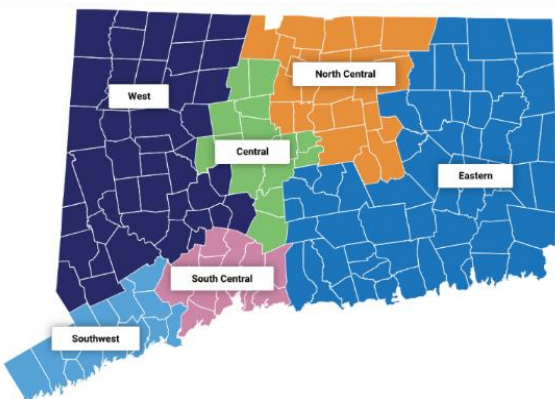 North Central
West
Central
Eastern
South Central
Southwest